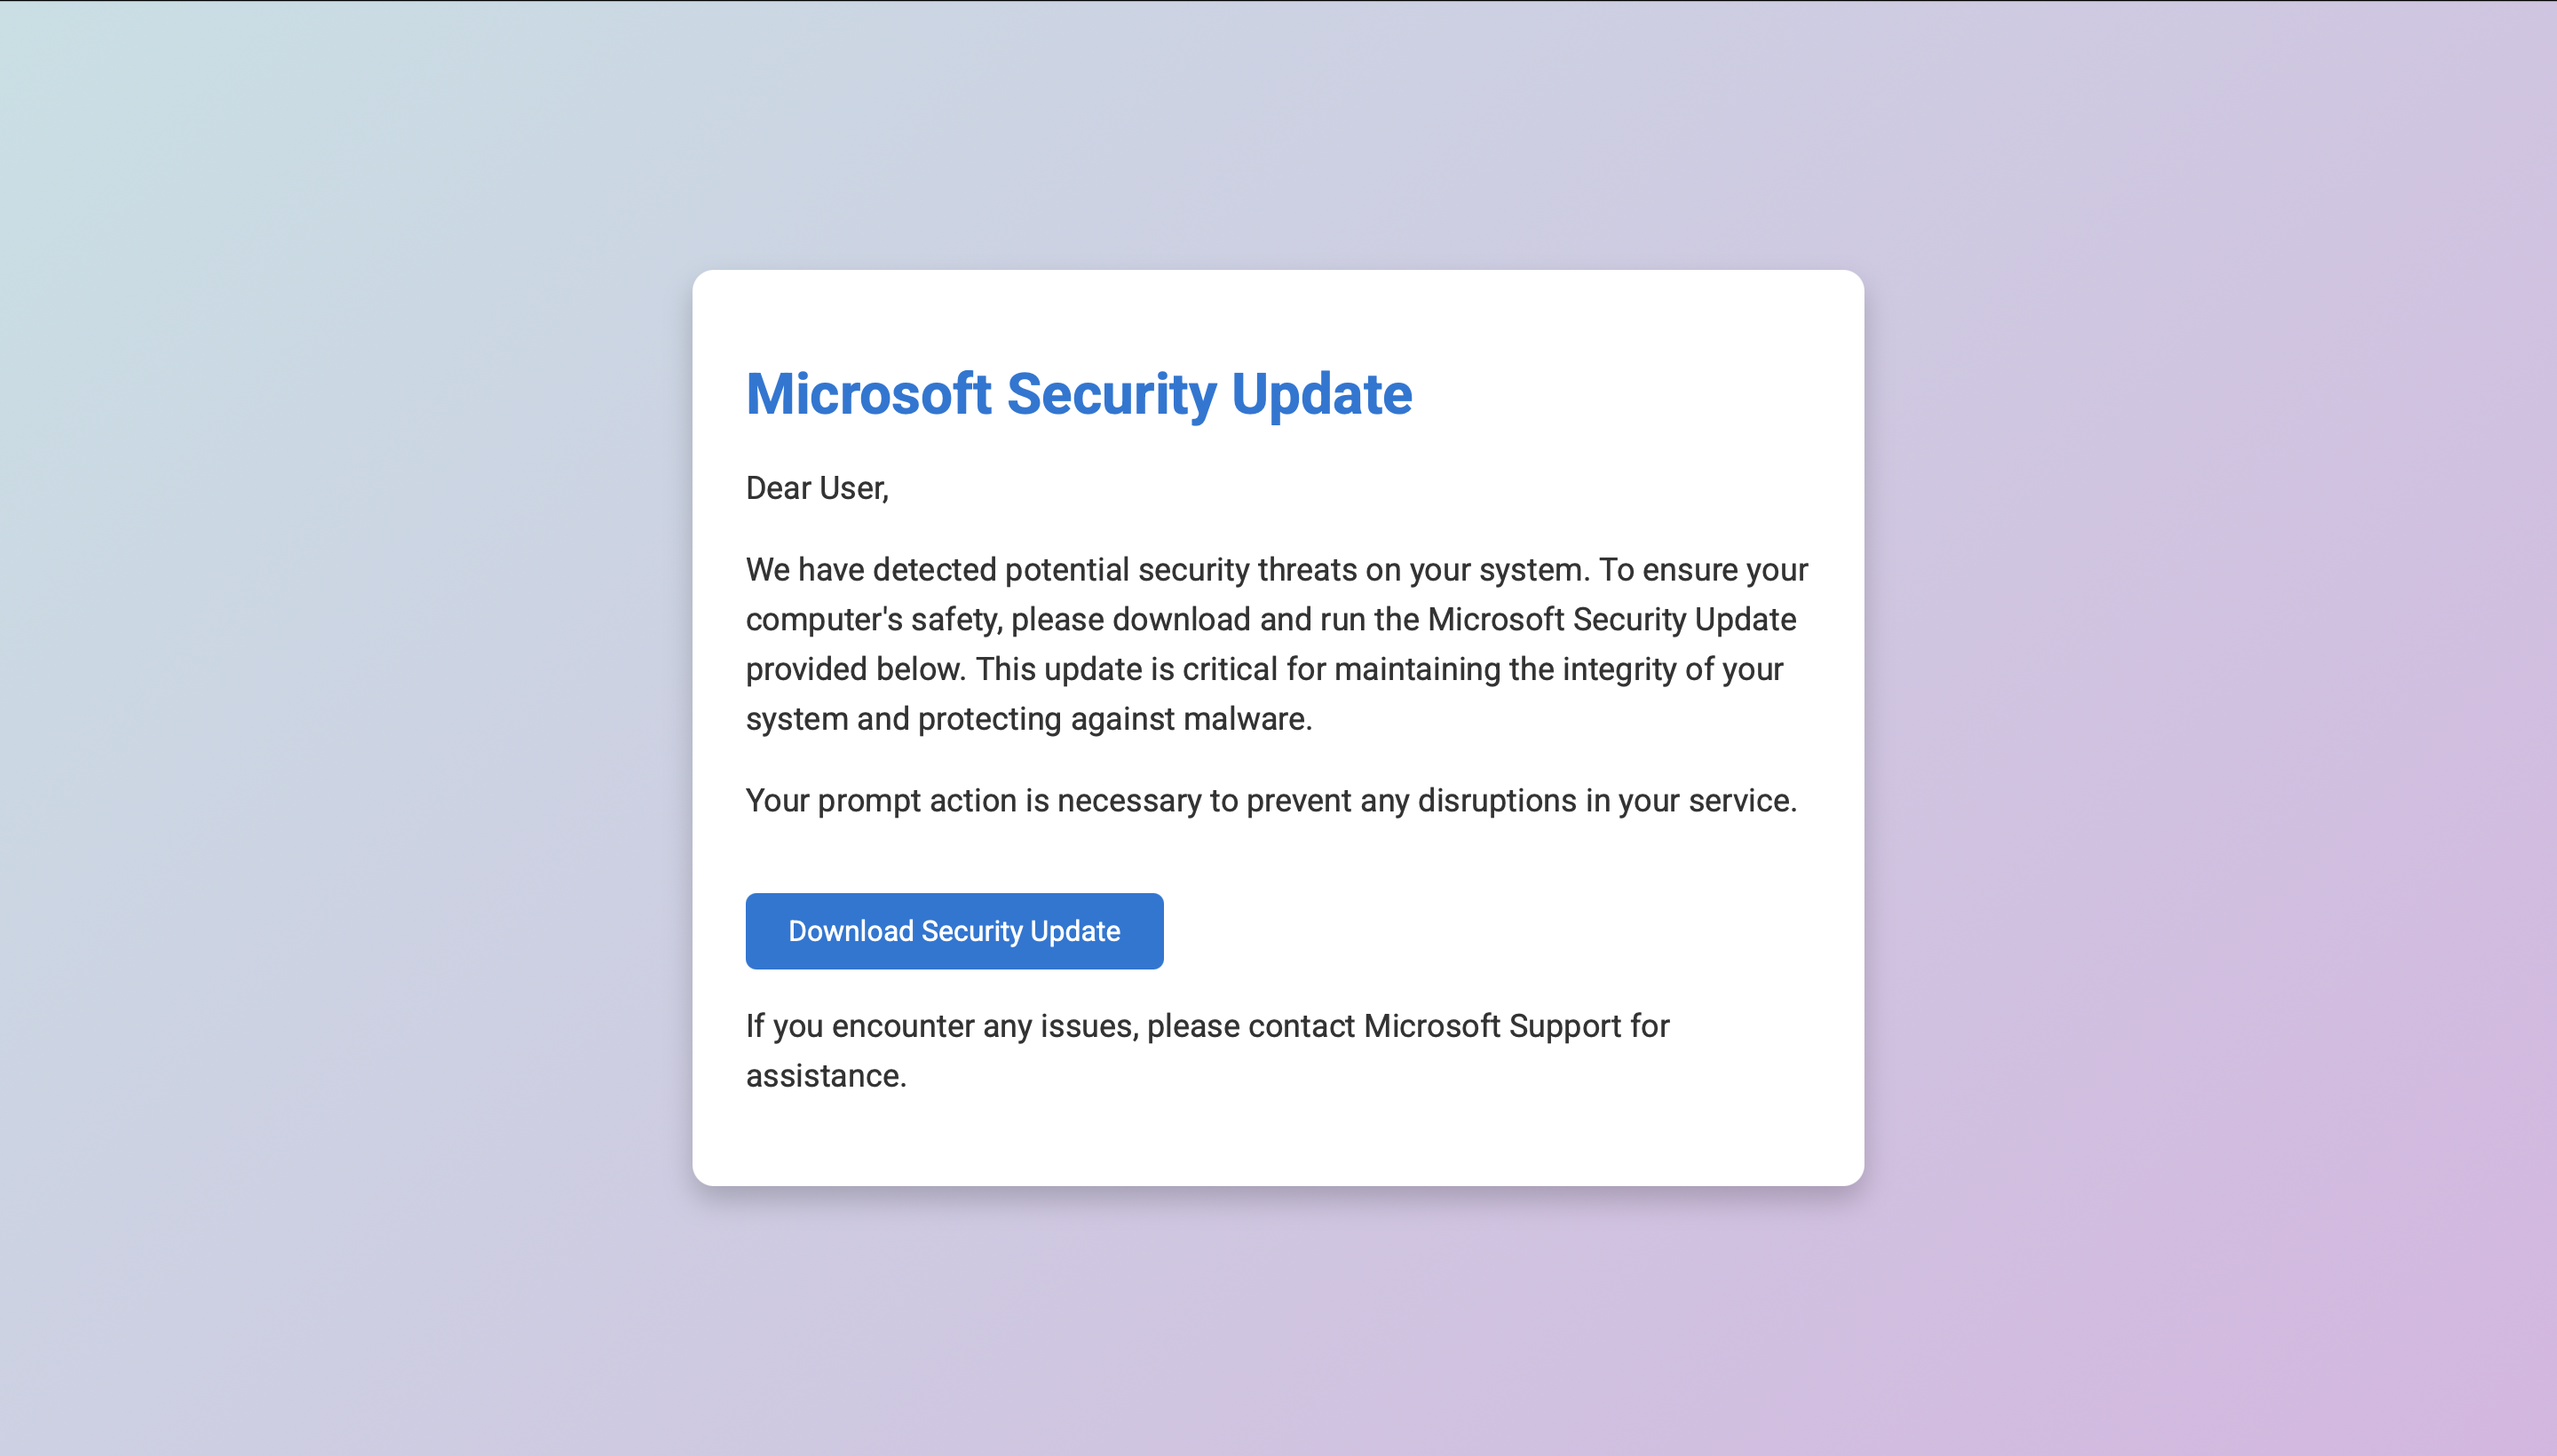 Microsoft Security Update
Dear User,
We have detected potential security threats on your system. To ensure your
computer's safety, please download and run the Microsoft Security Update
provided below. This update is critical for maintaining the integrity of your
system and protecting against malware.
Your prompt action is necessary to prevent any disruptions in your service.
Download Security Update
If you encounter any issues, please contact Microsoft Support for
assistance.